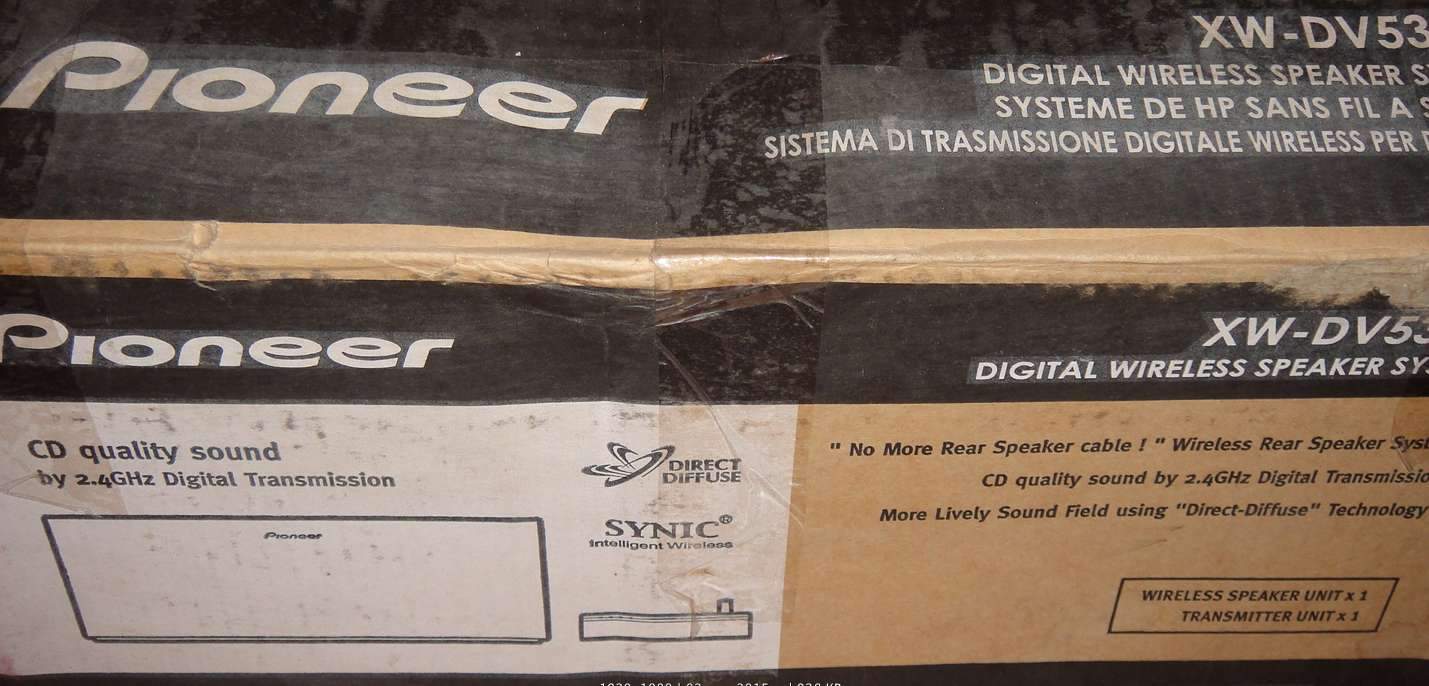 Pioneer
XW-DV53
DIGITAL WIRELESS SPEAKER S
SYSTEME DE HP SANS FIL A S
SISTEMA DI TRASMISSIONE DIGITALE WIRELESS PER
Pioneer
XW-DV53
DIGITAL WIRELESS SPEAKER SYS
CD quality sound
by 2.4GHz Digital Transmission
Pioneer
DIRECT
DIFFUSE
SYNIC®
Intelligent Wireless
" No More Rear Speaker cable ! " Wireless Rear Speaker Syst
CD quality sound by 2.4GHz Digital Transmissio
More Lively Sound Field using "Direct-Diffuse" Technology
WIRELESS SPEAKER UNIT x 1
TRANSMITTER UNIT x 1